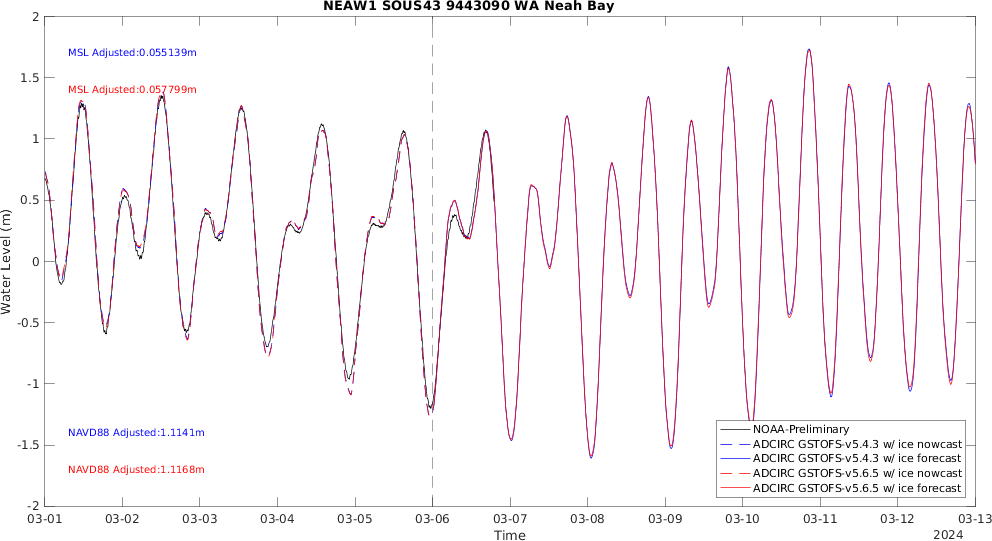 NEAW1 SOUS43 9443090 WA Neah Bay
2
1.5
1
0.5
0
-0.5
-1
-1.5
-2
Water Level (m)
MSL Adjusted:0.055139m
MSL Adjusted:0.057799m
NAVD88 Adjusted:1.1141m
NAVD88 Adjusted:1.1168m
NOAA-Preliminary
ADCIRC GSTOFS-v5.4.3 w/ ice nowcast
ADCIRC GSTOFS-v5.4.3 w/ ice forecast
ADCIRC GSTOFS-v5.6.5 w/ ice nowcast
ADCIRC GSTOFS-v5.6.5 w/ ice forecast
03-01 03-02 03-03 03-04 03-05 03-06 03-07 03-08 03-09 03-10 03-11 03-12 03-13
Time
2024